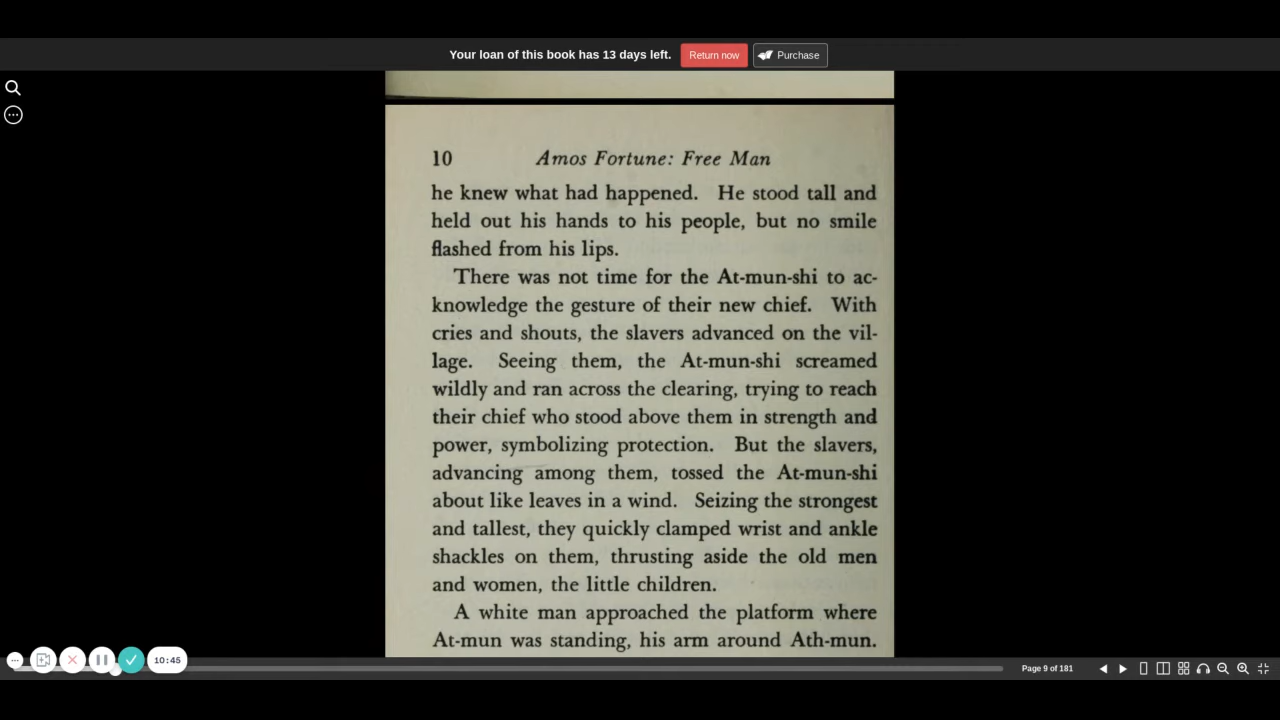 Your loan of this book has 13 days left. Return now Purchase
10 Amos Fortune: Free Man
he knew what had happened. He stood tall and
held out his hands to his people, but no smile
flashed from his lips.
There was not time for the At-mun-shi to ac-
knowledge the gesture of their new chief. With
cries and shouts, the slavers advanced on the vil-
lage. Seeing them, the At-mun-shi screamed
wildly and ran across the clearing, trying to reach
their chief who stood above them in strength and
power, symbolizing protection. But the slavers,
advancing among them, tossed the At-mun-shi
about like leaves in a wind. Seizing the strongest
and tallest, they quickly clamped wrist and ankle
shackles on them, thrusting aside the old men
and women, the little children.
A white man approached the platform where
At-mun was standing, his arm around Ath-mun.
10:45
Page 9 of 181